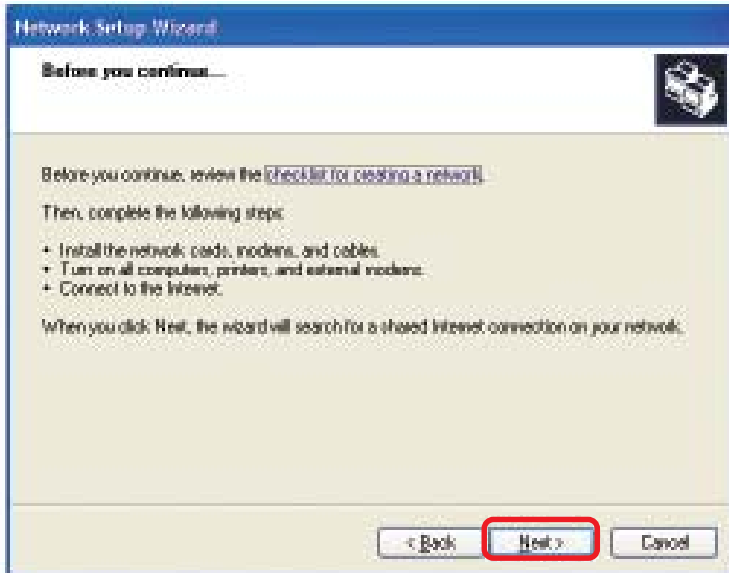 Network Setup Wizard
Before you continue...
Before you continue, review the checklist for creating a network.
Then, complete the following steps:
• Install the network cards, modems, and cables.
• Turn on all computers, printers, and external modems.
• Connect to the Internet.
When you click Next, the wizard will search for a shared Internet connection on your network.
< Back
Next >
Cancel